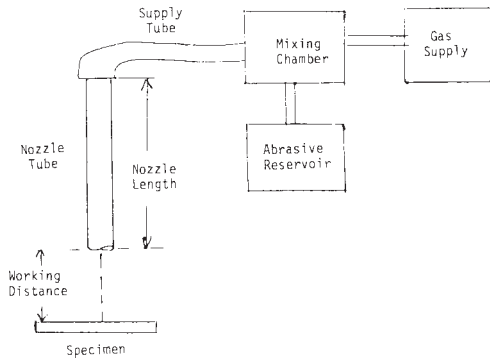 Supply
Tube
Mixing
Chamber
Gas
Supply
Abrasive
Reservoir
Nozzle
Tube
Nozzle
Length
Working
Distance
Specimen